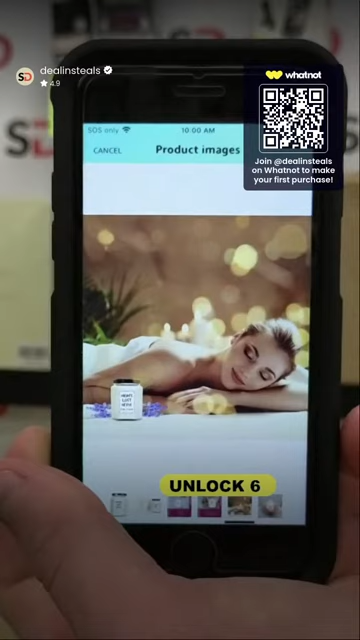 dealinsteals
SD
4.9
whatnot
Join @dealinsteals
on Whatnot to make
your first purchase!
SOS only
10:00 AM
CANCEL
Product images
UNLOCK 6